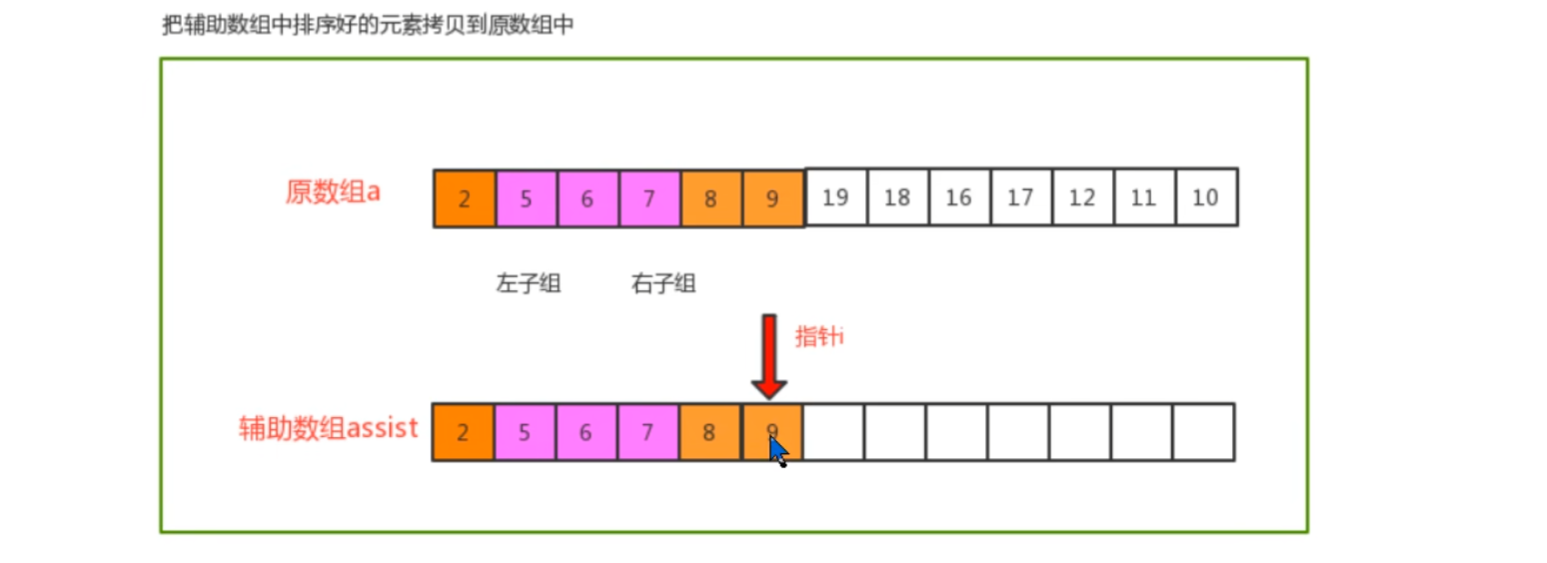 把辅助数组中排序好的元素拷贝到原数组中
原数组a 2 5 6 7 8 9 19 18 16 17 12 11 10
左子组 右子组
指针i
辅助数组assist 2 5 6 7 8 9